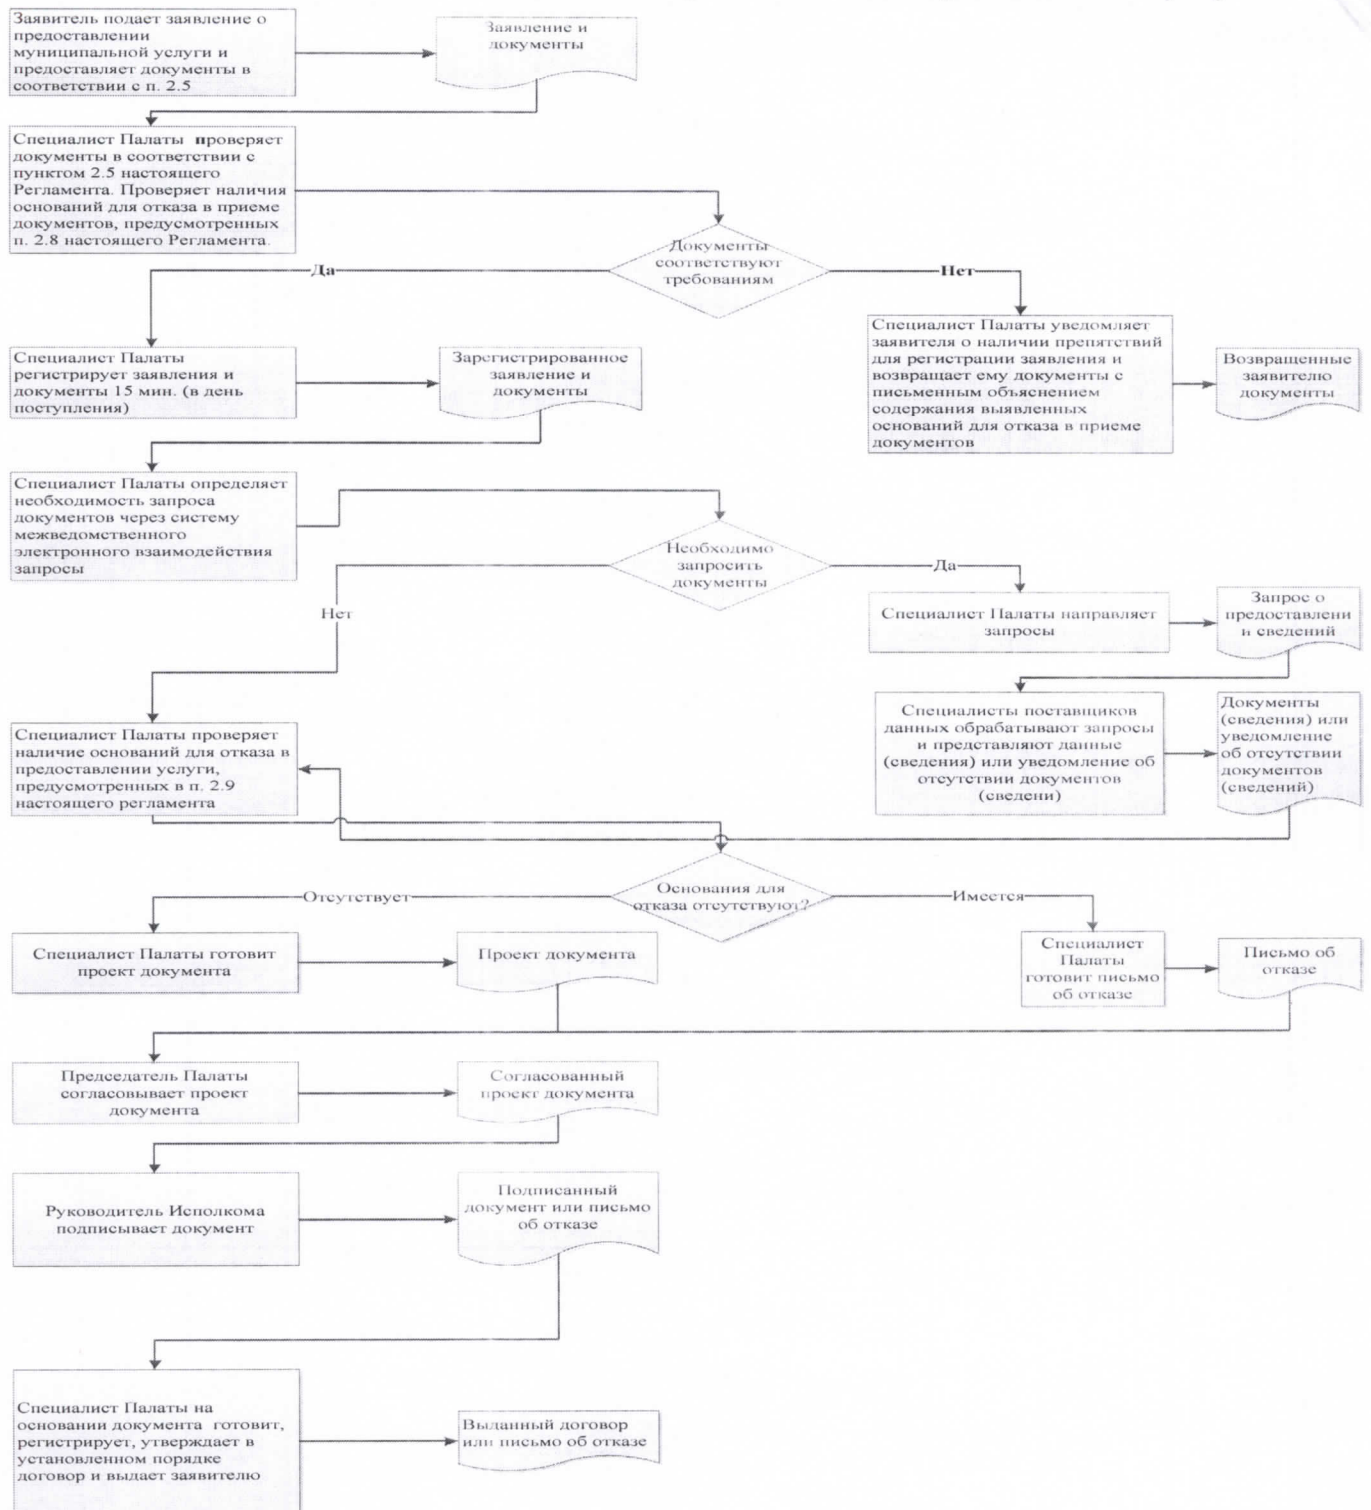 Заявитель подает заявление о
предоставлении
муниципальной услуги и
предоставляет документы в
соответствии с п. 2.5
Заявление и
документы
Специалист Палаты проверяет
документы в соответствии с
пунктом 2.5 настоящего
Регламента. Проверяет наличия
оснований для отказа в приеме
документов, предусмотренных
п. 2.8 настоящего Регламента.
Документы
соответствуют
требованиям
Да
Нет
Специалист Палаты
регистрирует заявления и
документы 15 мин. (в день
поступления)
Зарегистрированное
заявление и
документы
Специалист Палаты уведомляет
заявителя о наличии препятствий
для регистрации заявления и
возвращает ему документы с
письменным объяснением
содержания выявленных
оснований для отказа в приеме
документов
Возвращенные
заявителю
документы
Специалист Палаты определяет
необходимость запроса
документов через систему
межведомственного
электронного взаимодействия
запросы
Необходимо
запросить
документы
Да
Нет
Специалист Палаты направляет
запросы
Запрос о
предоставлени
и сведений
Специалисты поставщиков
данных обрабатывают запросы
и представляют данные
(сведения) или уведомление об
отсутствии документов
(сведени)
Документы
(сведения) или
уведомление
об отсутствии
документов
(сведений)
Специалист Палаты проверяет
наличие оснований для отказа в
предоставлении услуги,
предусмотренных в п. 2.9
настоящего регламента
Основания для
отказа отсутствуют?
Отсутствует
Имеется
Специалист Палаты готовит
проект документа
Проект документа
Специалист
Палаты
готовит письмо
об отказе
Письмо об
отказе
Председатель Палаты
согласовывает проект
документа
Согласованный
проект документа
Руководитель Исполкома
подписывает документ
Подписанный
документ или письмо
об отказе
Специалист Палаты на
основании документа готовит,
регистрирует, утверждает в
установленном порядке
договор и выдает заявителю
Выданный договор
или письмо об отказе